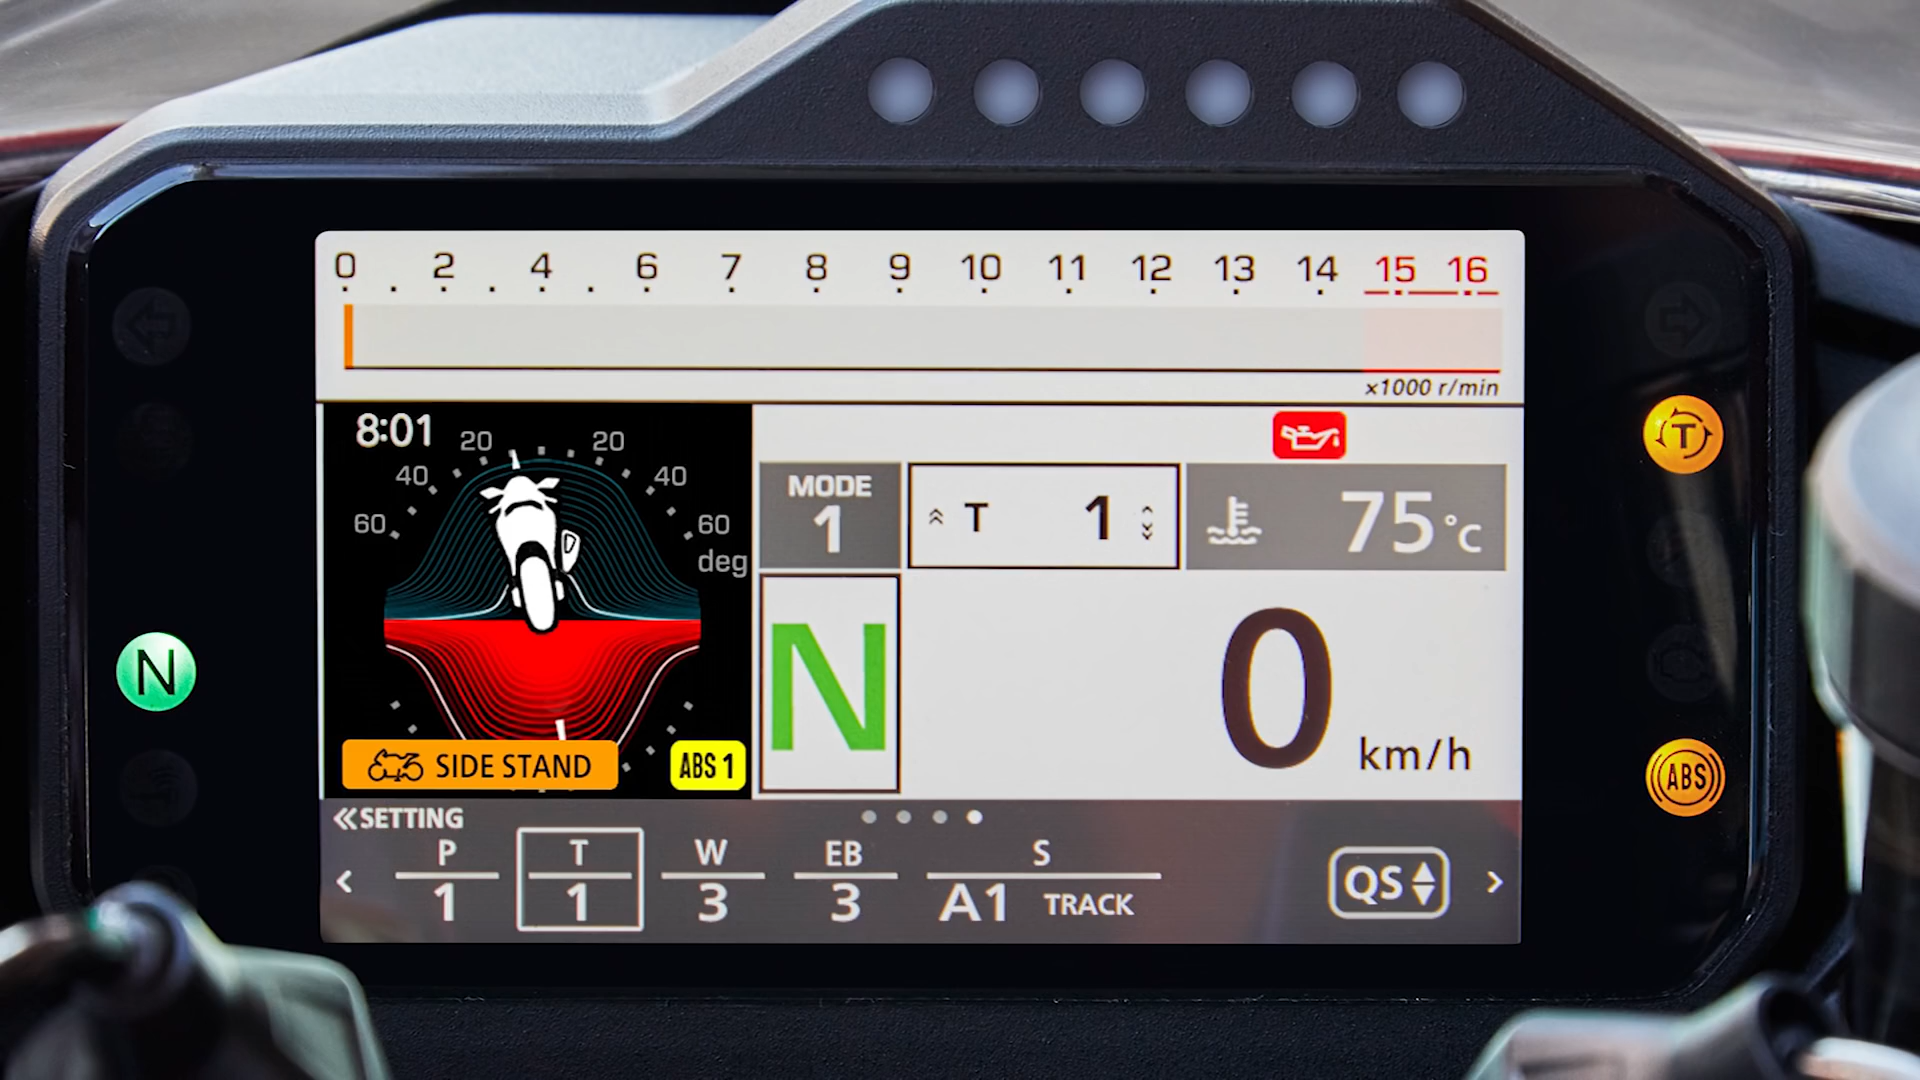 0 2 4 6 7 8 9 10 11 12 13 14 15 16
×1000 r/min
8:01
20 20
40 40
60 60
deg
MODE
1
T 1
75 °C
N
N
0 km/h
SIDE STAND
ABS 1
T
ABS
SETTING
P T W EB S
1 1 3 3 A1 TRACK
QS